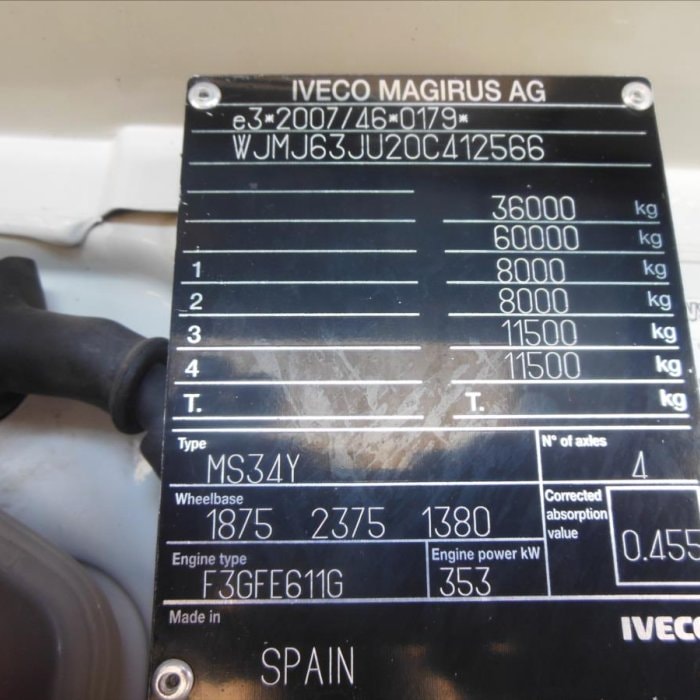 IVECO MAGIRUS AG
e3*2007/46*0179*
WJMJ63JU20C412566
36000 kg
60000 kg
1 8000 kg
2 8000 kg
3 11500 kg
4 11500 kg
T. T. kg
Type N° of axles
MS34Y 4
Wheelbase Corrected absorption value
1875 2375 1380 0.455
Engine type Engine power kW
F3GFE611G 353
Made in IVECO
SPAIN